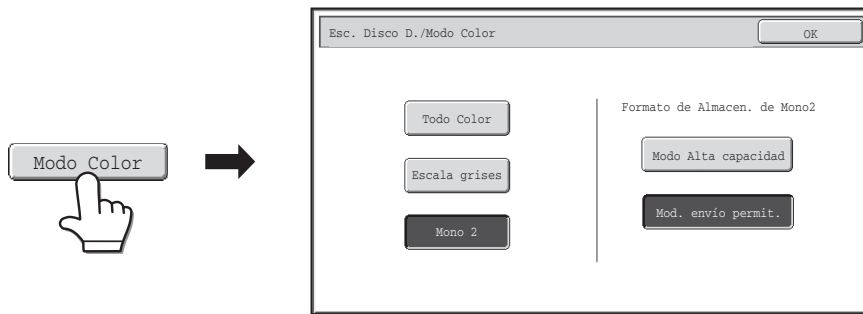 Esc. Disco D./Modo Color
OK
Modo Color
Todo Color
Escala grises
Mono 2
Formato de Almacen. de Mono2
Modo Alta capacidad
Mod. envío permit.